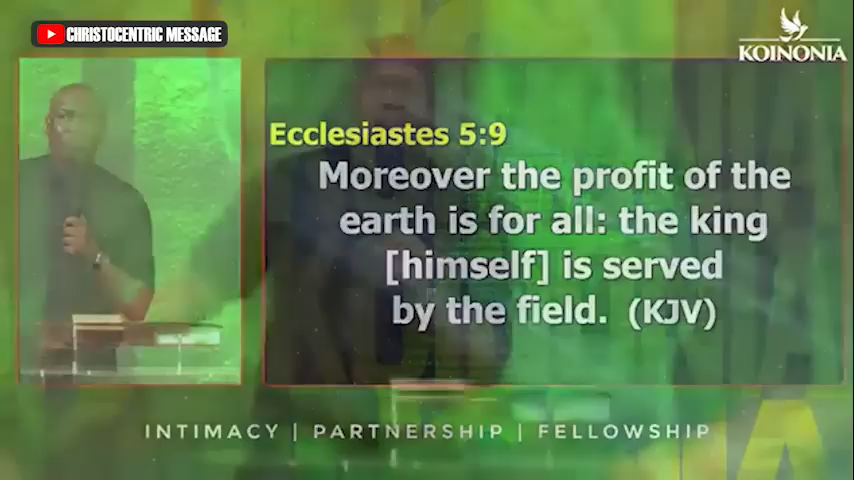 CHRISTOCENTRIC MESSAGE
KOINONIA
Ecclesiastes 5:9
Moreover the profit of the
earth is for all: the king
[himself] is served
by the field. (KJV)
INTIMACY | PARTNERSHIP | FELLOWSHIP